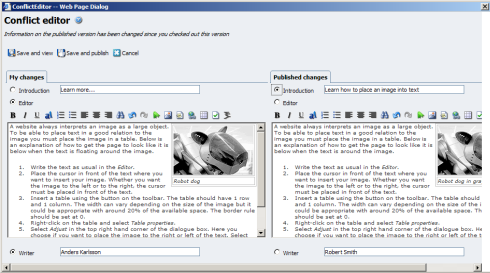 ConflictEditor -- Web Page Dialog
Conflict editor
Information on the published version has been changed since you checked out this version
Save and view Save and publish Cancel
My changes
Introduction Learn more...
Editor
B I U
A website always interprets an image as a large object.
To be able to place text in a good relation to the
image you must place the image in a table. Below is
an explanation of how to get the page to look like it is
below when the text is floating around the image.
Robot dog
1. Write the text as usual in the Editor.
2. Place the cursor in front of the text where you
want to insert your image. Whether you want
the image to the left or to the right, the cursor
must be placed in front of the text.
3. Insert a table using the button on the toolbar. The table should have 1 row
and 1 column. The width can vary depending on the size of the image but it
could be appropriate with around 20% of the available space. The border rule
should be set at 0.
4. Right-click on the table and select Table properties.
5. Select Adjust in the top right hand corner of the dialogue box. Here you
choose if you want to place the image to the right or left of the text. Select
Writer Anders Karlsson
Published changes
Introduction Learn how to place an image into text
Editor
B I U
A website always interprets an image as a large object.
To be able to place text in a good relation to the
image you must place the image in a table. Below is
an explanation of how to get the page to look like it is
below when the text is floating around the image.
Robot dog in gra
1. Write the text as usual in the Editor.
2. Place the cursor in front of the text where you
want to insert your image. Whether you want
the image to the left or to the right, the cursor
must be placed in front of the text.
3. Insert a table using the button on the toolbar. The table should h
and 1 column. The width can vary depending on the size of the im
could be appropriate with around 20% of the available space. The
should be set at 0.
4. Right-click on the table and select Table properties.
5. Select Adjust in the top right hand corner of the dialogue box. He
choose if you want to place the image to the right or left of the t
Writer Robert Smith